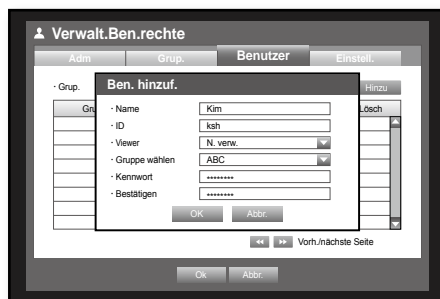 Verwalt.Ben.rechte
Adm Grup. Benutzer Einstell.
· Grup. Hinzu
Ben. hinzuf.
Gru Lösch
· Name Kim
· ID ksh
· Viewer N. verw.
· Gruppe wählen ABC
· Kennwort ********
· Bestätigen ********
OK Abbr.
Vorh./nächste Seite
Ok Abbr.